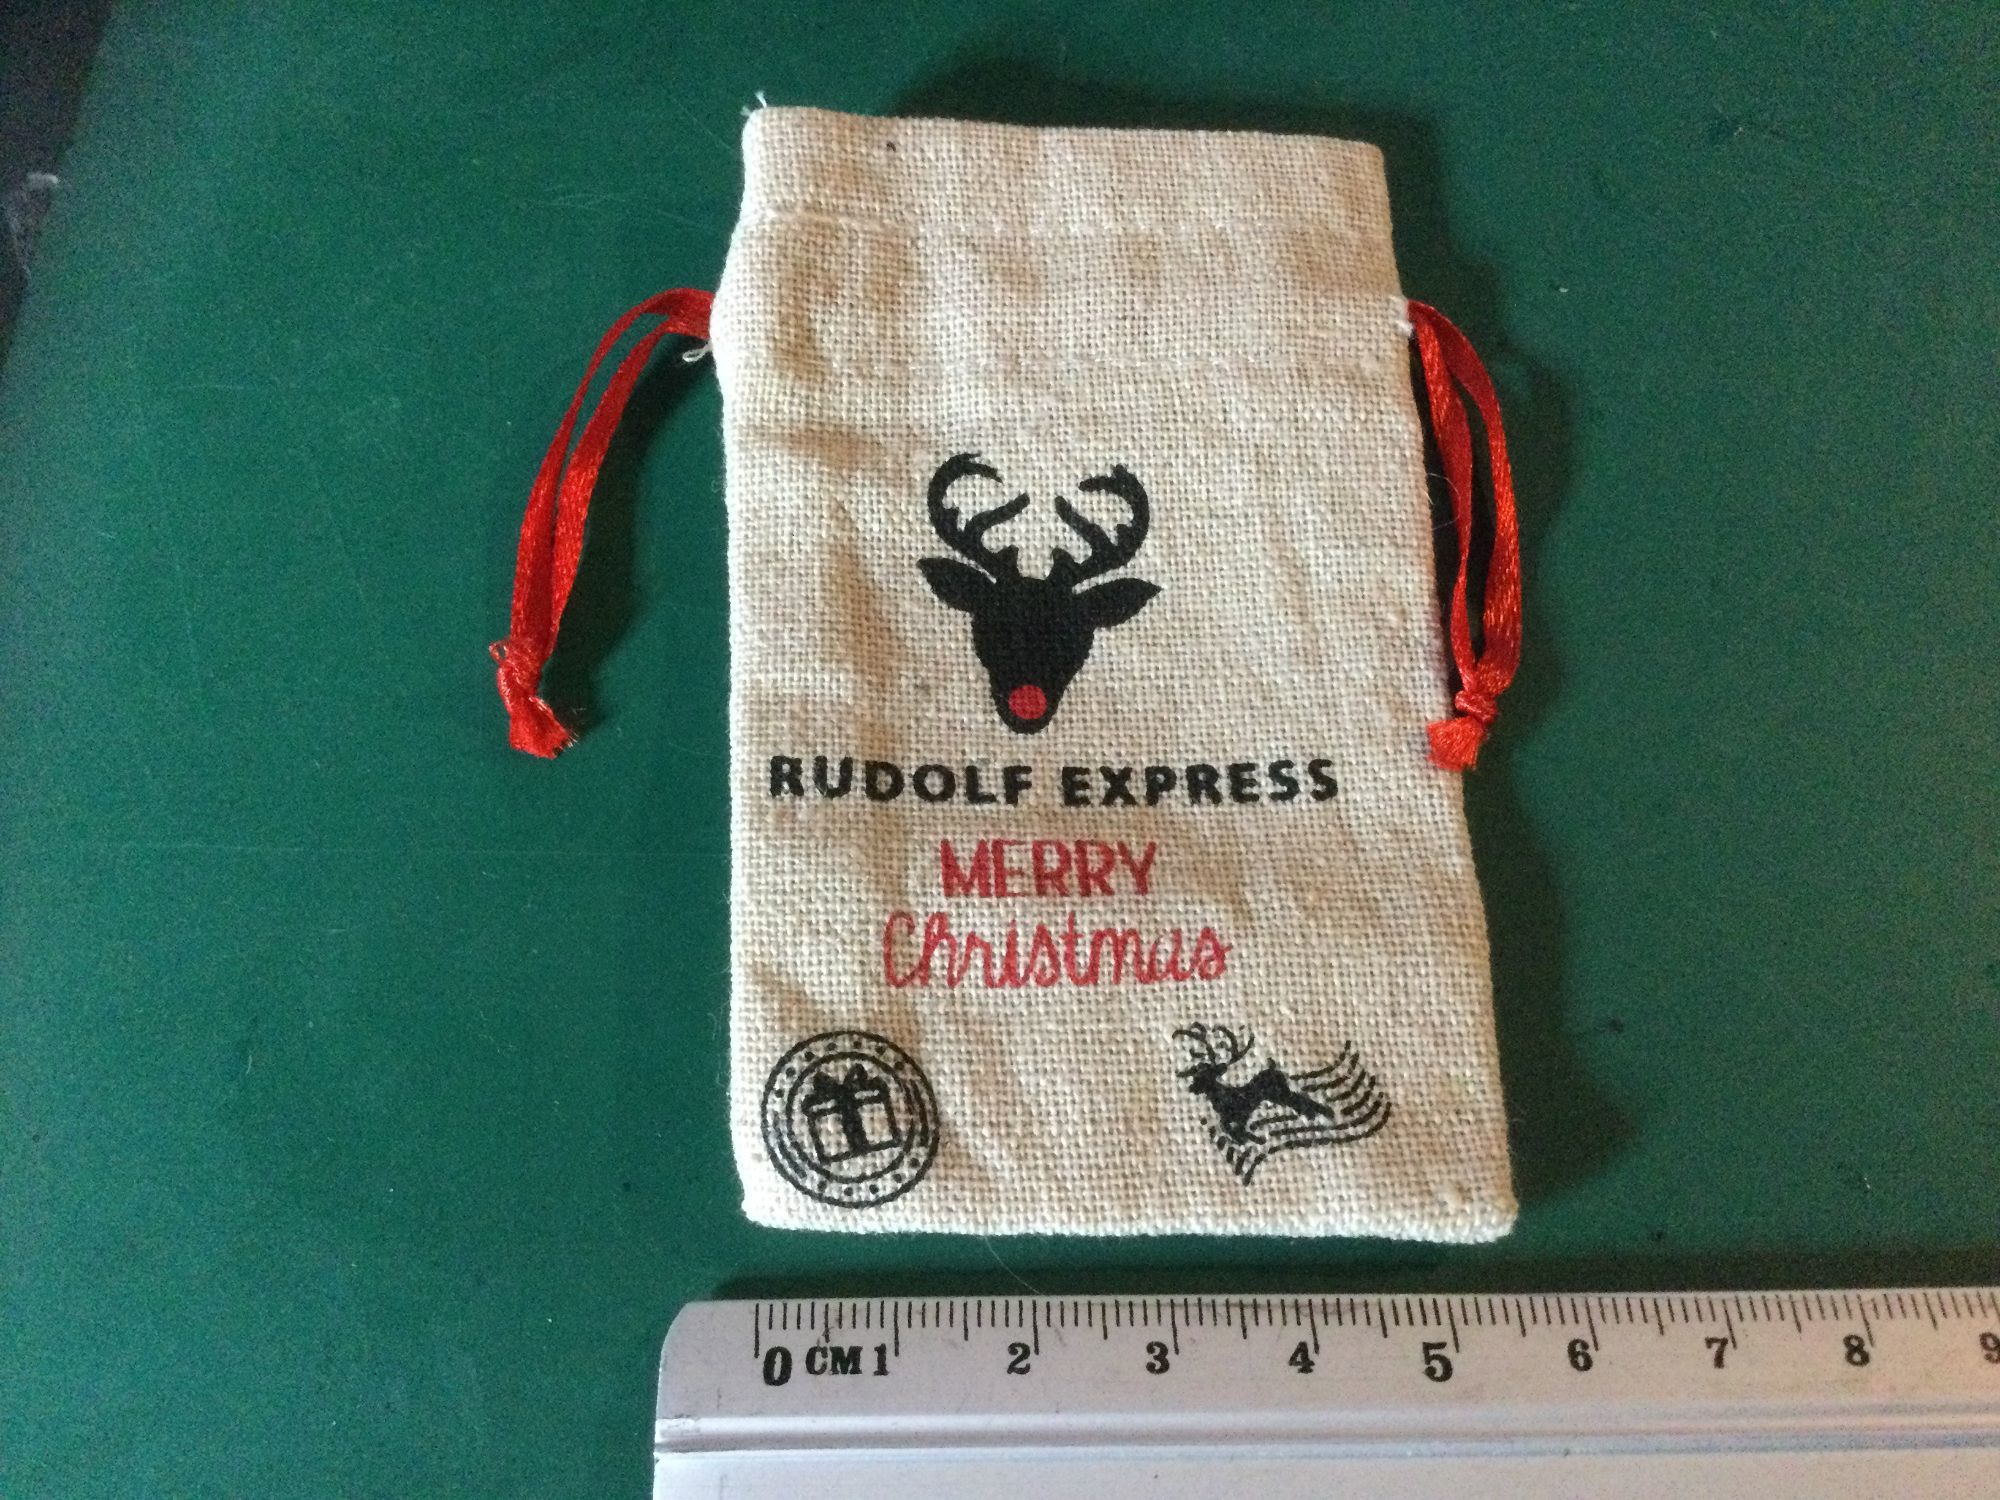 RUDOLF EXPRESS
MERRY
Christmas
0 CM 1 2 3 4 5 6 7 8 9